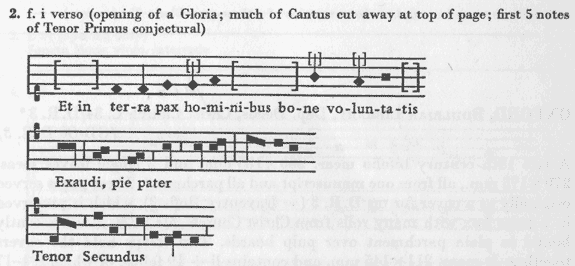 2. f. i verso (opening of a Gloria; much of Cantus cut away at top of page; first 5 notes
of Tenor Primus conjectural)
[♩] [♩] [♩]
Et in ter-ra pax ho-mi-ni-bus bo-ne vo-lun-ta-tis
Exaudi, pie pater
Tenor Secundus